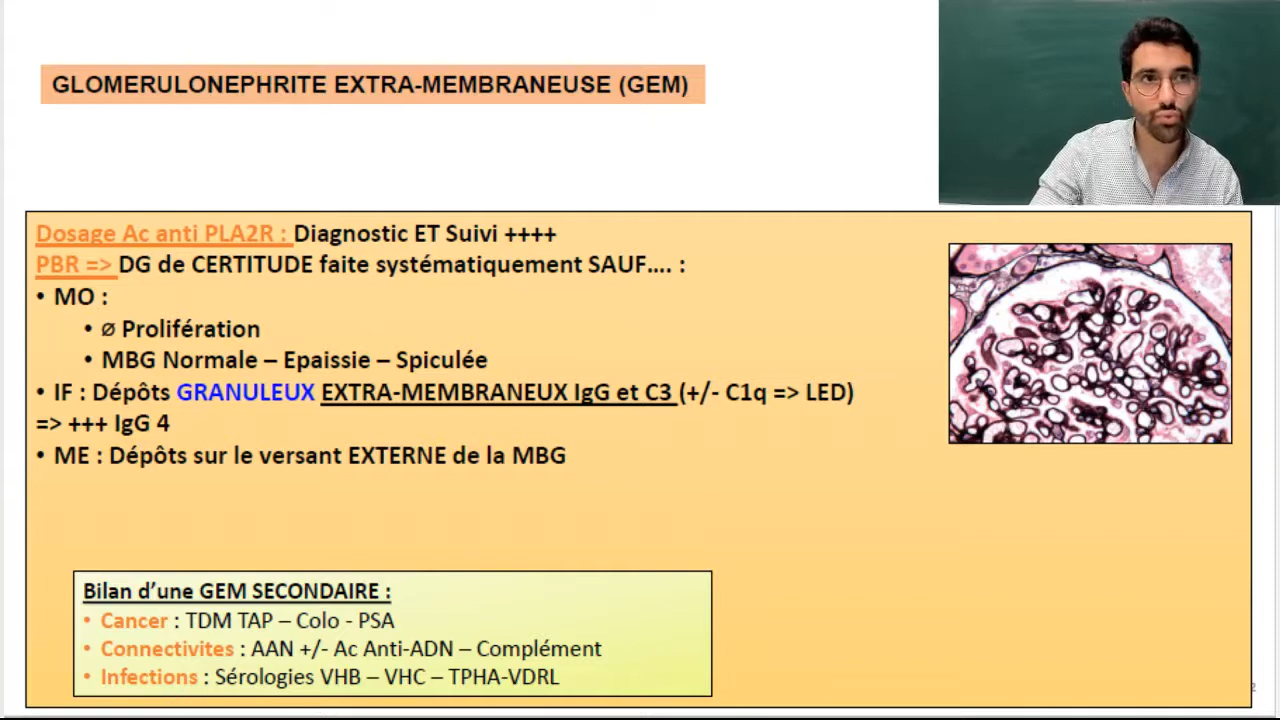 GLOMERULONEPHRITE EXTRA-MEMBRANEUSE (GEM)
Dosage Ac anti PLA2R : Diagnostic ET Suivi ++++
PBR => DG de CERTITUDE faite systématiquement SAUF.... :
• MO :
• ø Prolifération
• MBG Normale – Epaissie – Spiculée
• IF : Dépôts GRANULEUX EXTRA-MEMBRANEUX IgG et C3 (+/- C1q => LED)
=> +++ IgG 4
• ME : Dépôts sur le versant EXTERNE de la MBG
Bilan d’une GEM SECONDAIRE :
• Cancer : TDM TAP – Colo - PSA
• Connectivites : AAN +/- Ac Anti-ADN – Complément
• Infections : Sérologies VHB – VHC – TPHA-VDRL
2